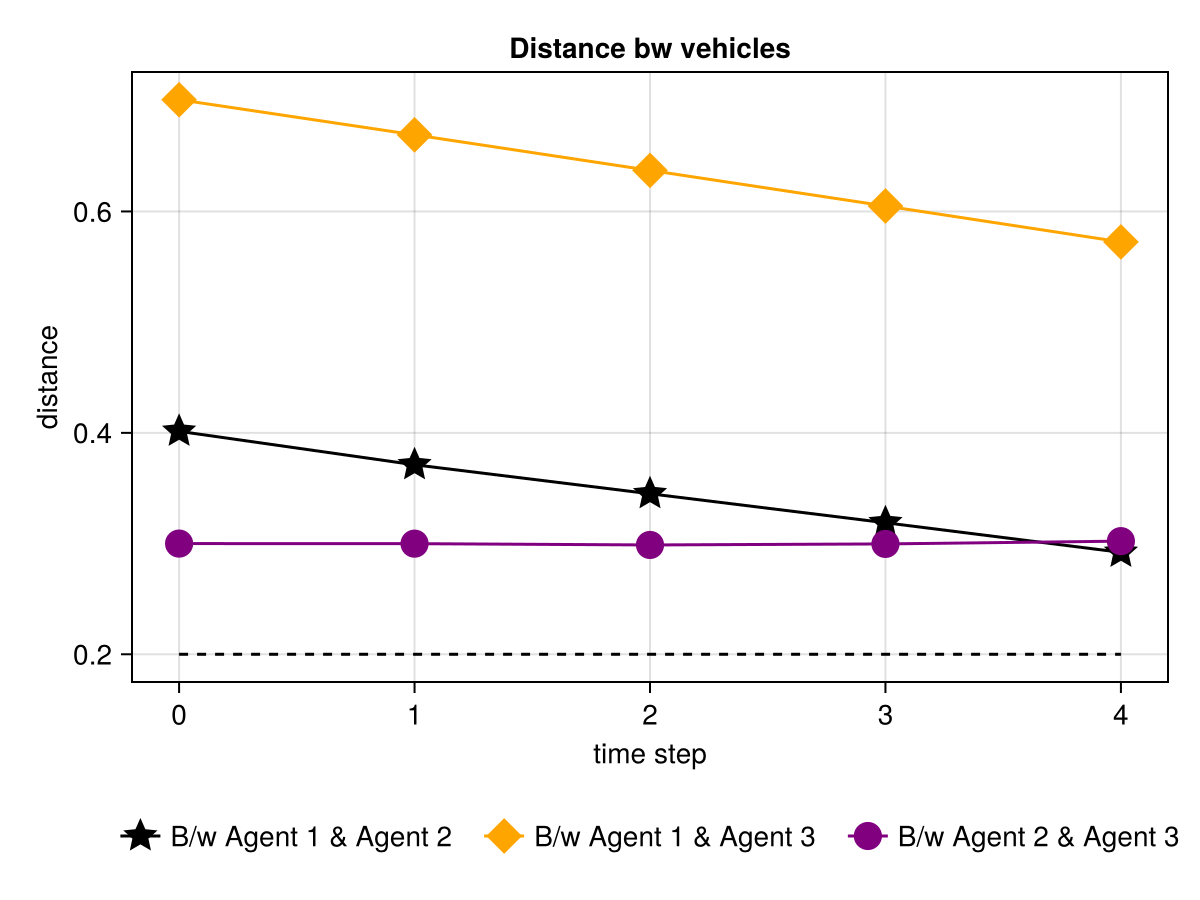 Distance bw vehicles
distance
0.6
0.4
0.2
0 1 2 3 4
time step
B/w Agent 1 & Agent 2 B/w Agent 1 & Agent 3 B/w Agent 2 & Agent 3